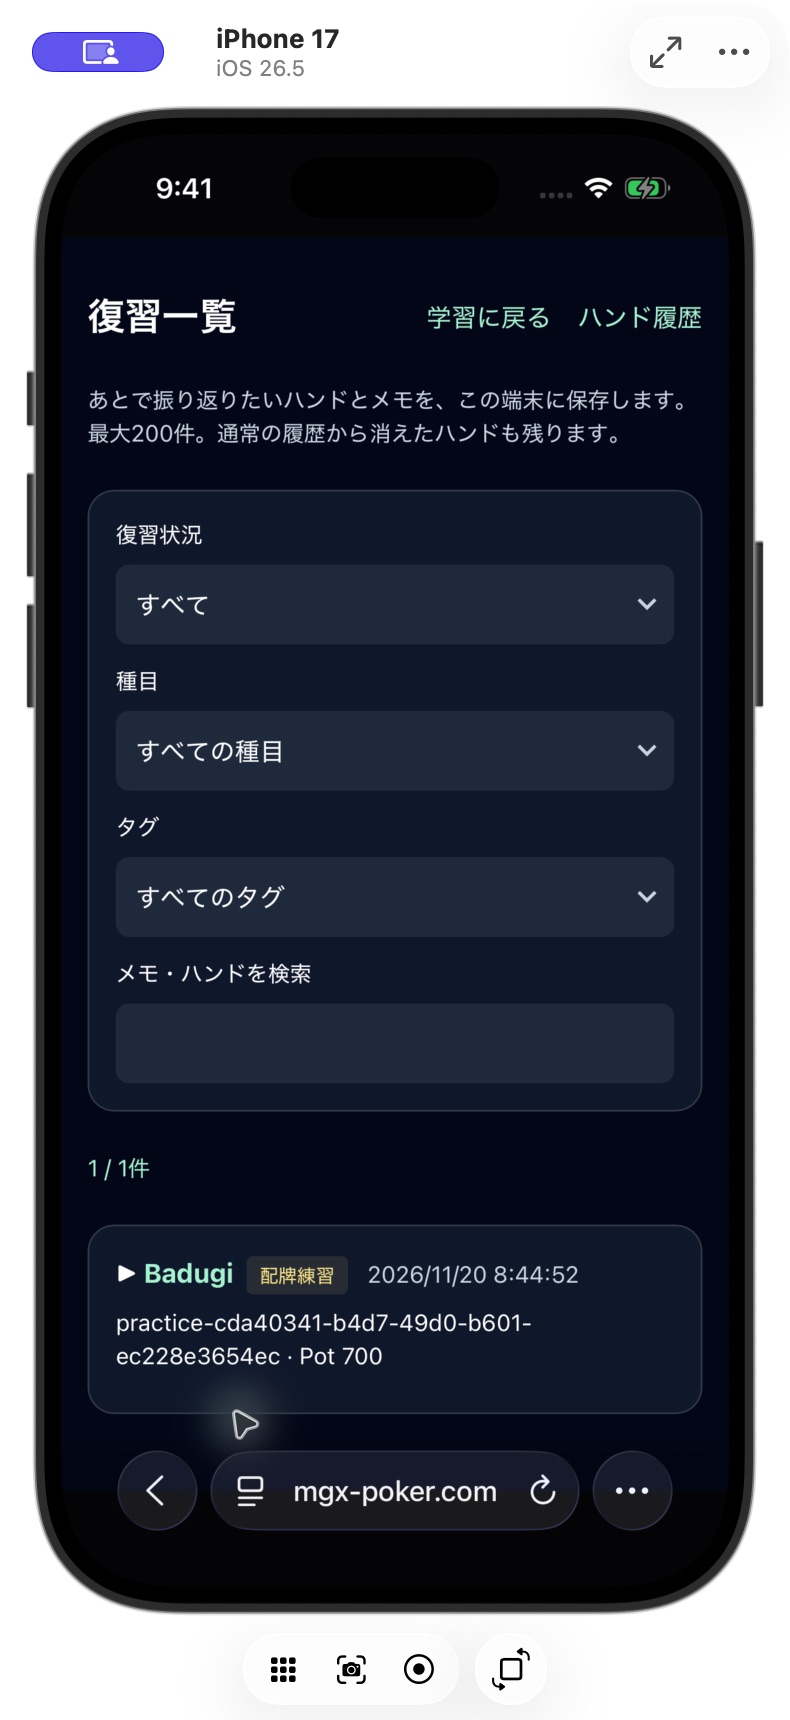 iPhone 17
iOS 26.5
9:41
復習一覧
学習に戻る ハンド履歴
あとで振り返りたいハンドとメモを、この端末に保存します。
最大200件。通常の履歴から消えたハンドも残ります。
復習状況
すべて
種目
すべての種目
タグ
すべてのタグ
メモ・ハンドを検索
1 / 1件
Badugi 配牌練習 2026/11/20 8:44:52
practice-cda40341-b4d7-49d0-b601-
ec228e3654ec · Pot 700
mgx-poker.com